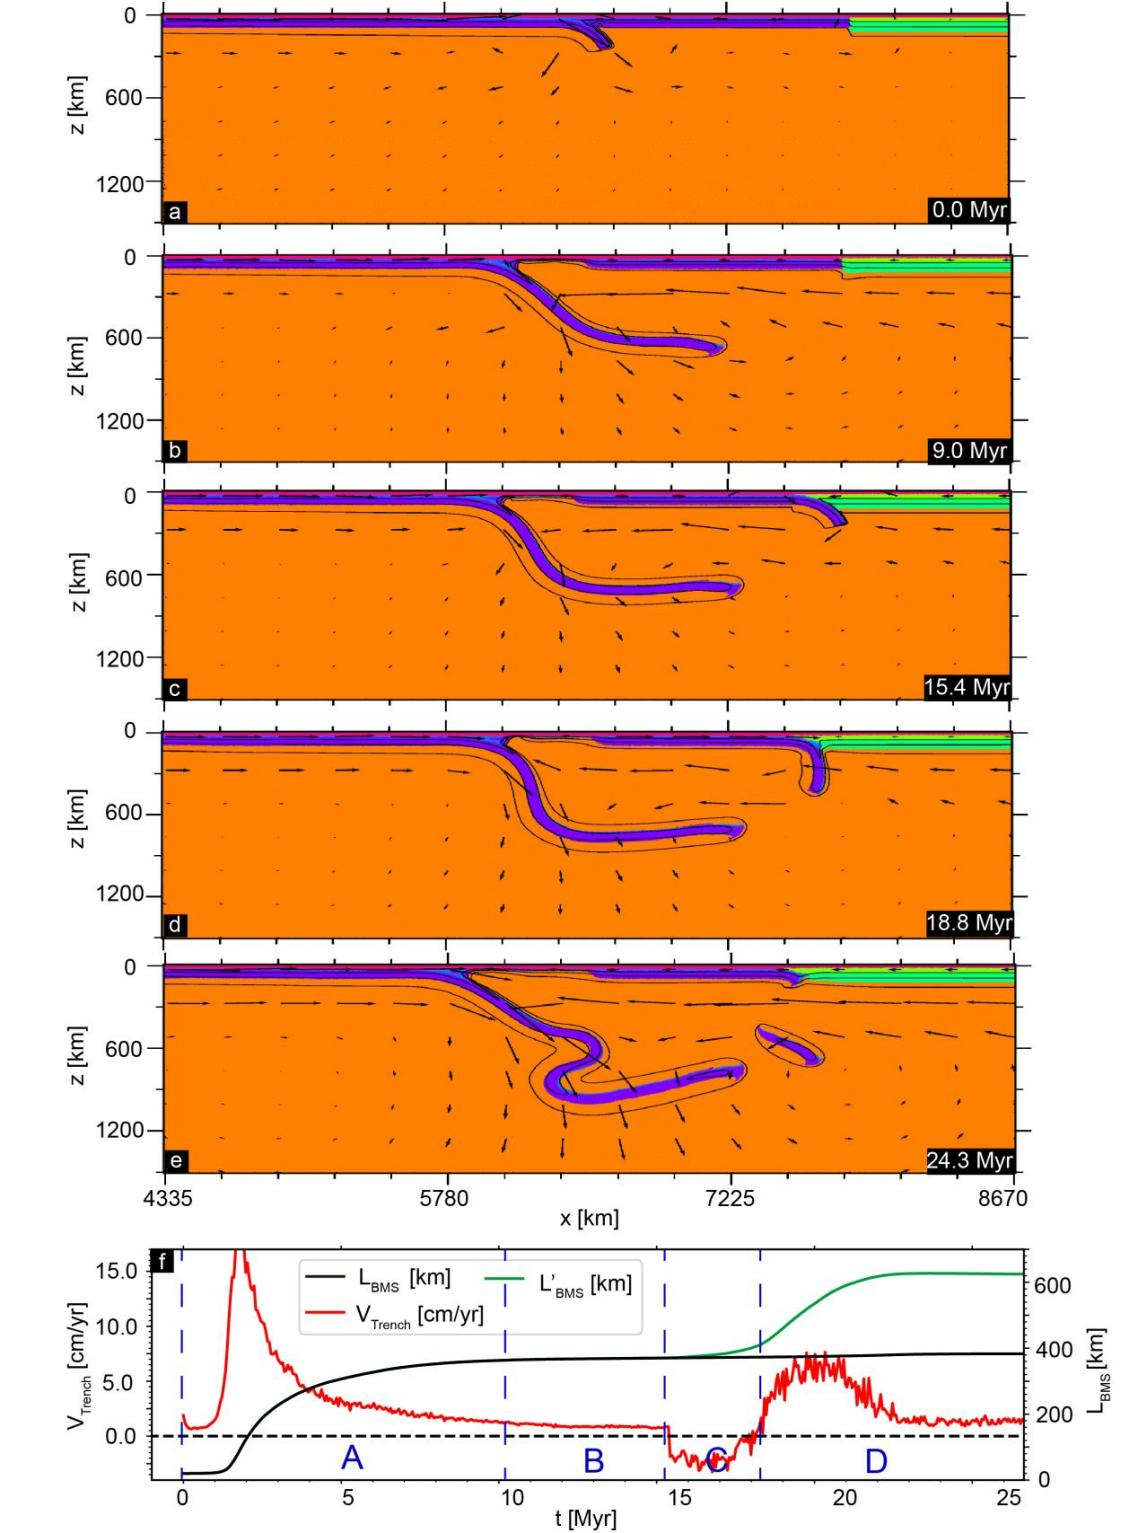 0
600
1200
z [km]
a
0.0 Myr
0
600
1200
z [km]
b
9.0 Myr
0
600
1200
z [km]
c
15.4 Myr
0
600
1200
z [km]
d
18.8 Myr
0
600
1200
z [km]
e
24.3 Myr
4335 5780 7225 8670
x [km]
f
L_BMS [km] L'_BMS [km]
V_Trench [cm/yr]
15.0
10.0
5.0
0.0
V_Trench [cm/yr]
600
400
200
0
L_BMS [km]
A B C D
0 5 10 15 20 25
t [Myr]